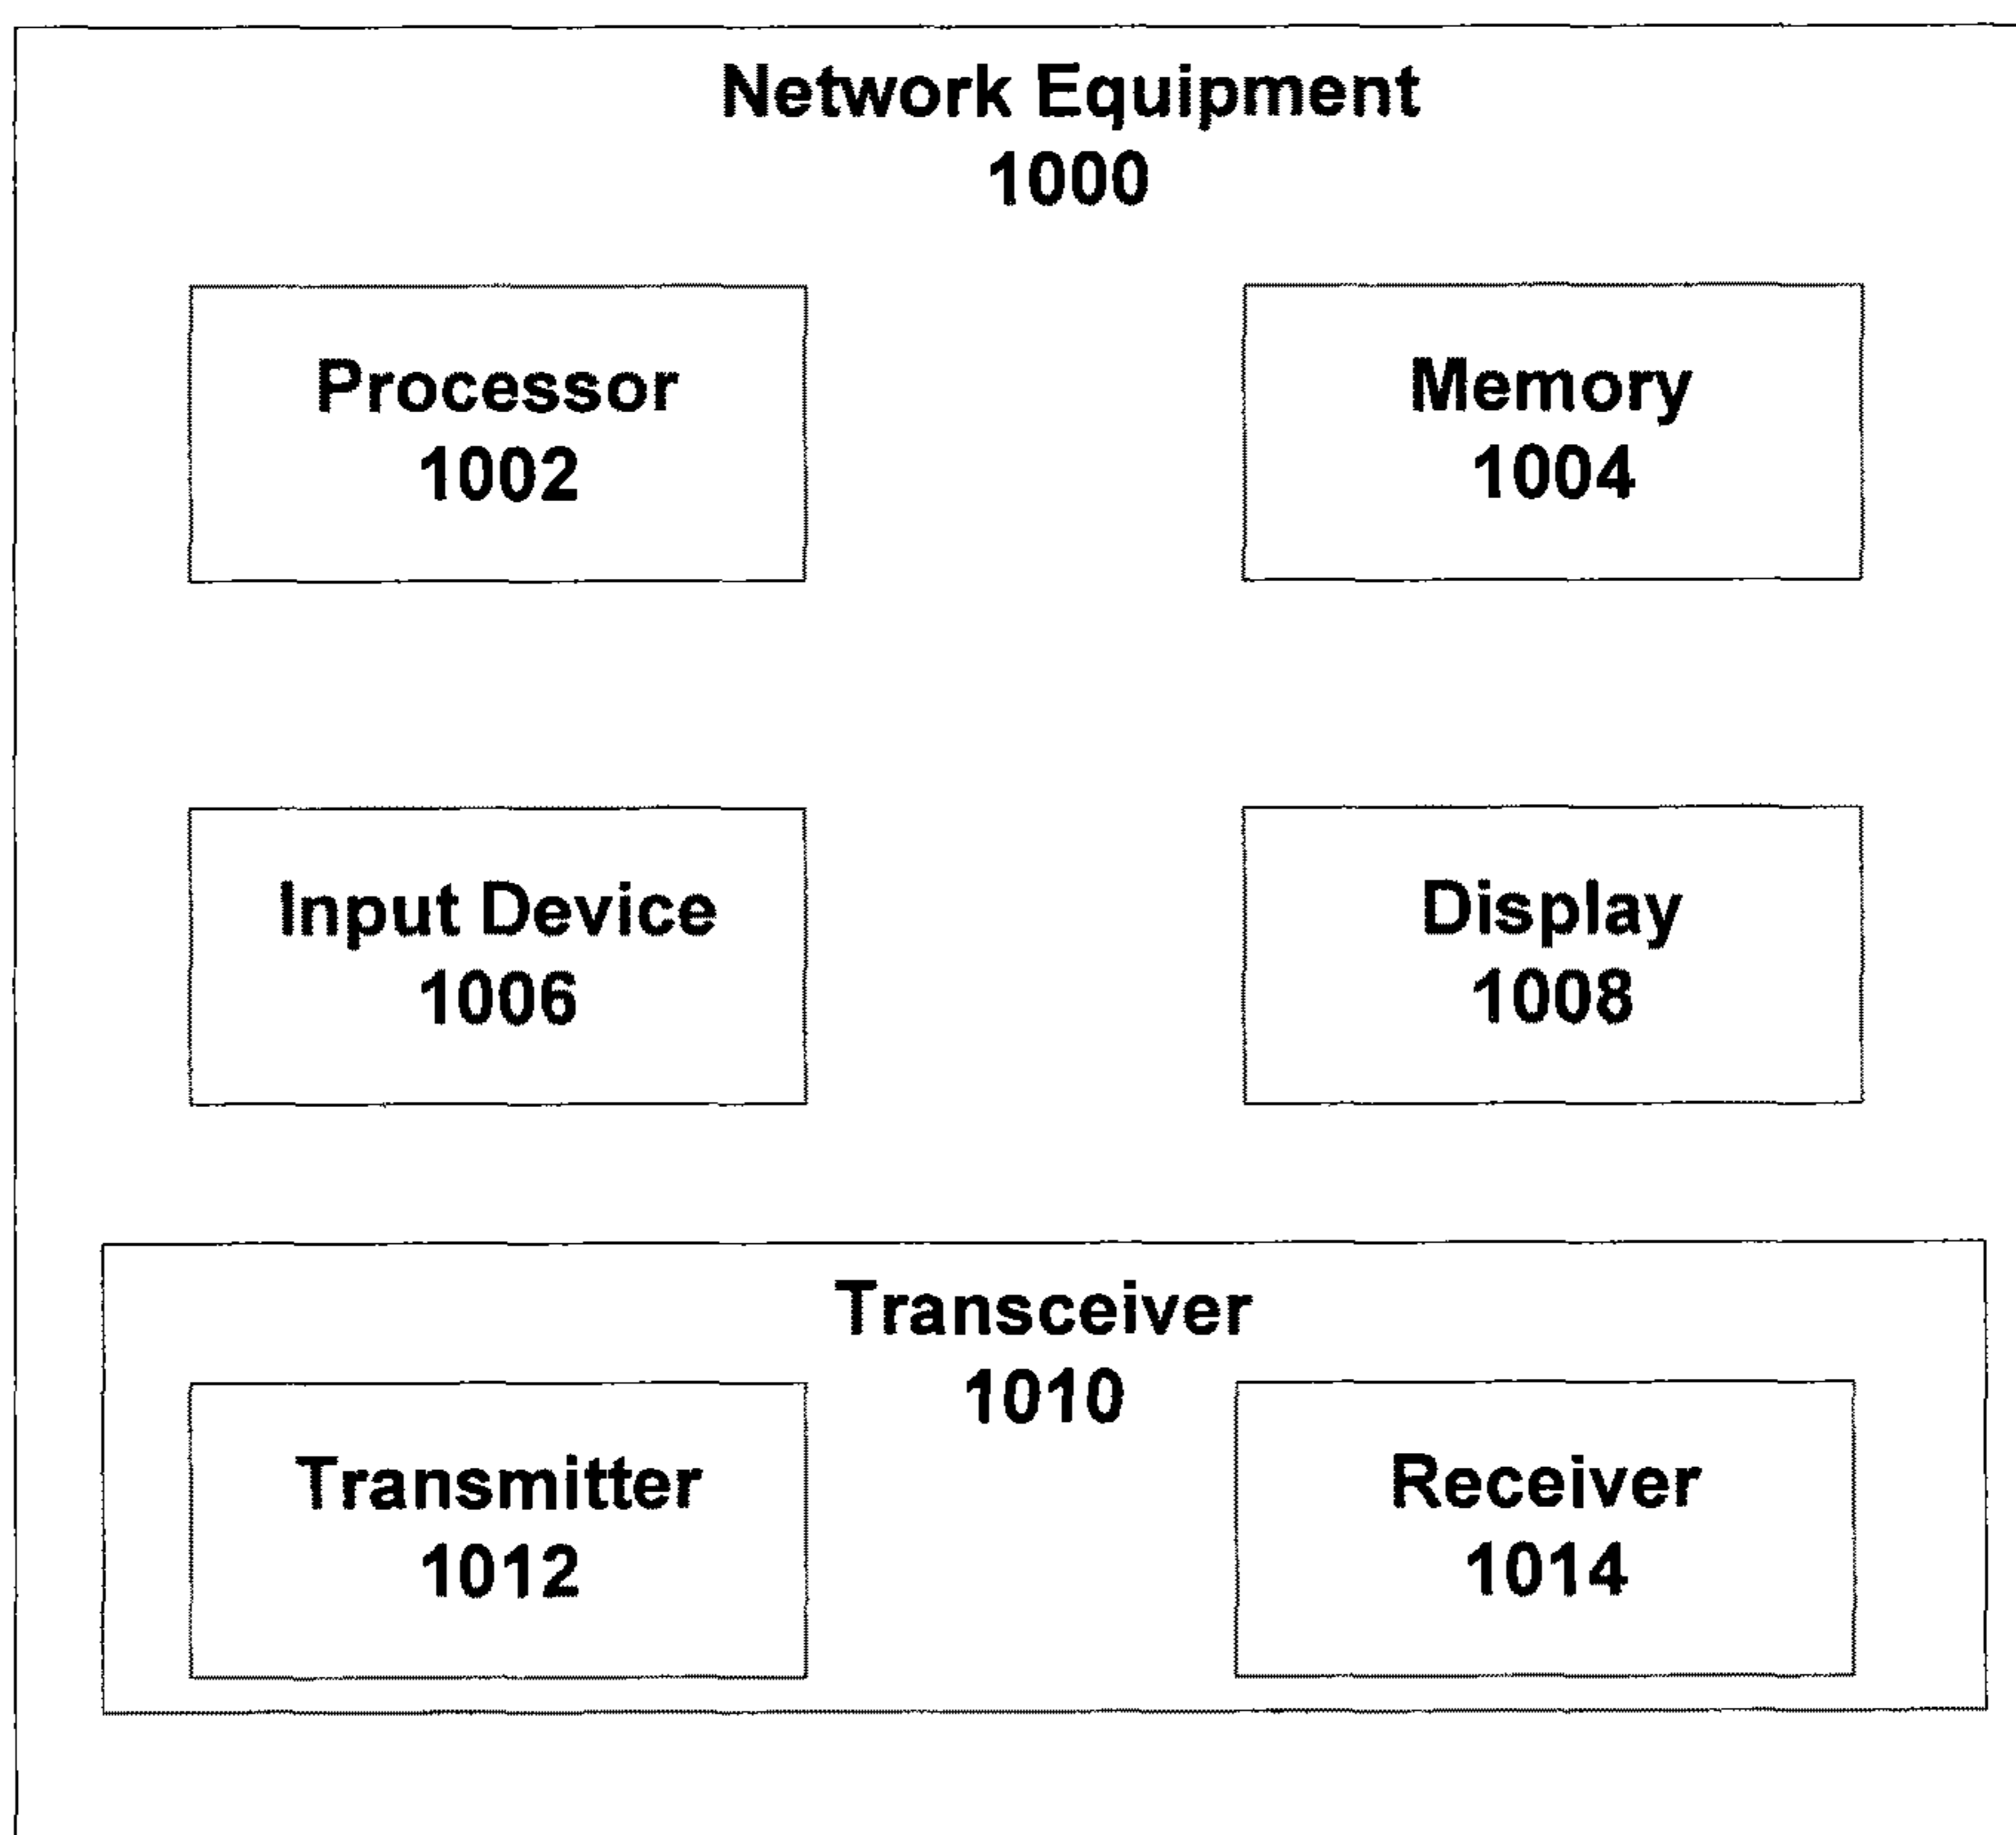 Network Equipment
1000
Processor
1002
Memory
1004
Input Device
1006
Display
1008
Transceiver
1010
Transmitter
1012
Receiver
1014